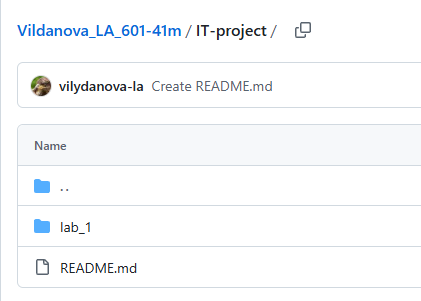 Vildanova_LA_601-41m / IT-project /
vilydanova-la Create README.md
Name
..
lab_1
README.md